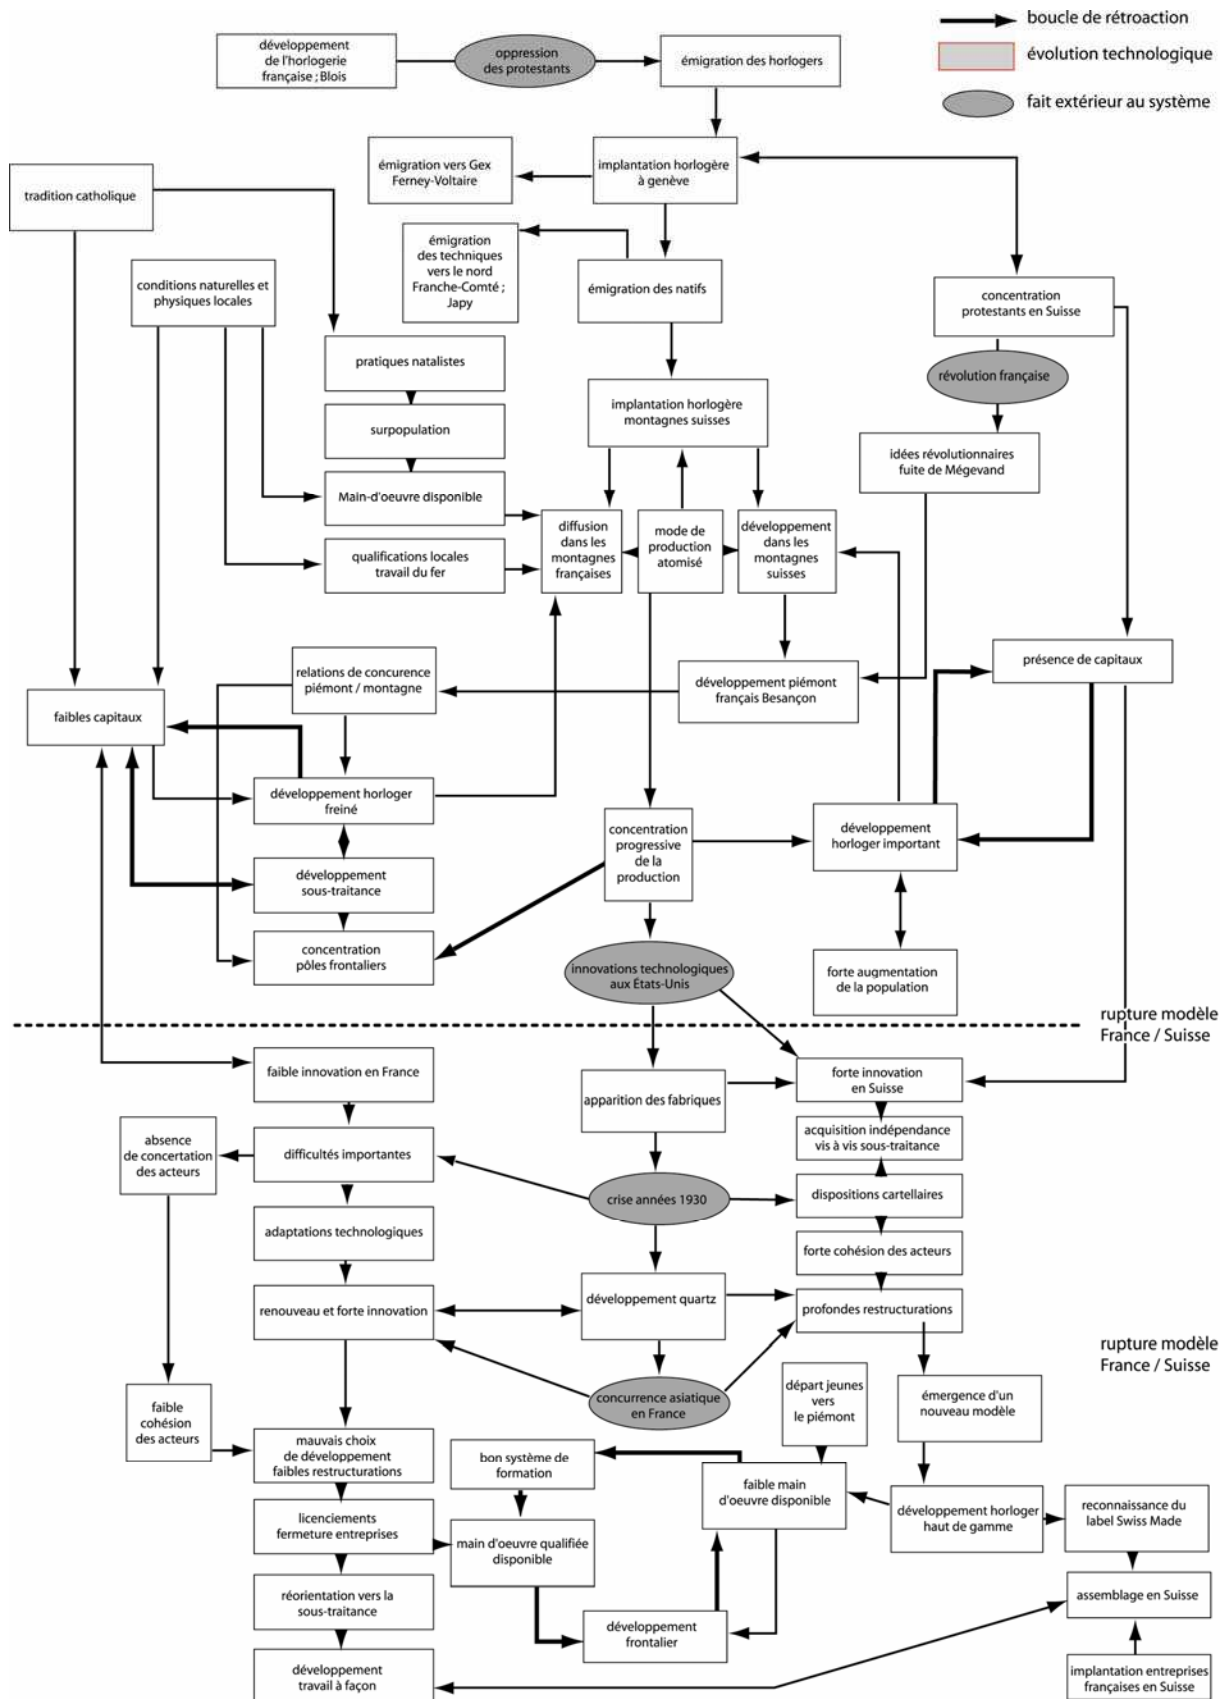 boucle de rétroaction
évolution technologique
fait extérieur au système
développement
de l'horlogerie
française ; Blois
oppression
des protestants
émigration des horlogers
émigration vers Gex
Ferney-Voltaire
implantation horlogère
à genève
tradition catholique
émigration
des techniques
vers le nord
Franche-Comté ;
Japy
émigration des natifs
conditions naturelles et
physiques locales
concentration
protestants en Suisse
pratiques natalistes
révolution française
implantation horlogère
montagnes suisses
surpopulation
idées révolutionnaires
fuite de Mégevand
Main-d'oeuvre disponible
diffusion
dans les
montagnes
françaises
mode de
production
atomisé
développement
dans les
montagnes
suisses
qualifications locales
travail du fer
relations de concurence
piémont / montagne
développement piémont
français Besançon
présence de capitaux
faibles capitaux
développement horloger
freiné
concentration
progressive
de la
production
développement
horloger important
développement
sous-traitance
concentration
pôles frontaliers
innovations technologiques
aux États-Unis
forte augmentation
de la population
rupture modèle
France / Suisse
faible innovation en France
apparition des fabriques
forte innovation
en Suisse
absence
de concertation
des acteurs
difficultés importantes
acquisition indépendance
vis à vis sous-traitance
crise années 1930
dispositions cartellaires
adaptations technologiques
forte cohésion des acteurs
renouveau et forte innovation
développement quartz
profondes restructurations
rupture modèle
France / Suisse
faible
cohésion
des acteurs
concurrence asiatique
en France
départ jeunes
vers
le piémont
émergence d'un
nouveau modèle
mauvais choix
de développement
faibles restructurations
bon système de
formation
faible main
d'oeuvre disponible
développement horloger
haut de gamme
reconnaissance du
label Swiss Made
licenciements
fermeture entreprises
main d'oeuvre qualifiée
disponible
réorientation vers la
sous-traitance
développement
frontalier
assemblage en Suisse
développement
travail à façon
implantation entreprises
françaises en Suisse